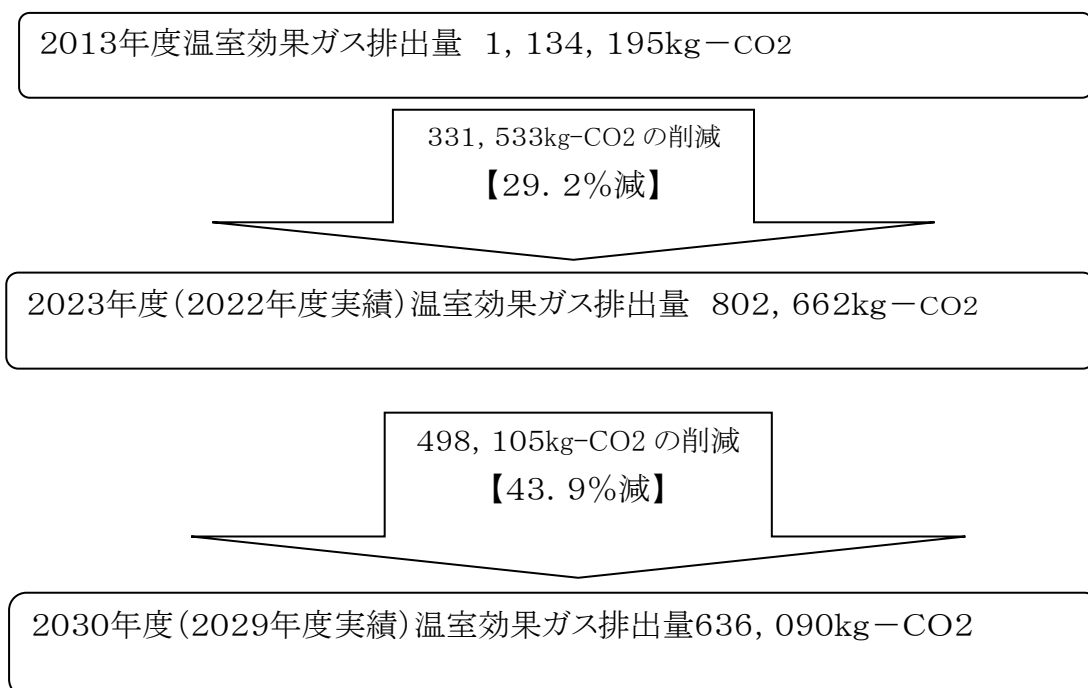 2013年度温室効果ガス排出量 1,134,195kg-CO2
331,533kg-CO2 の削減
【29.2%減】
2023年度(2022年度実績)温室効果ガス排出量 802,662kg-CO2
498,105kg-CO2 の削減
【43.9%減】
2030年度(2029年度実績)温室効果ガス排出量636,090kg-CO2